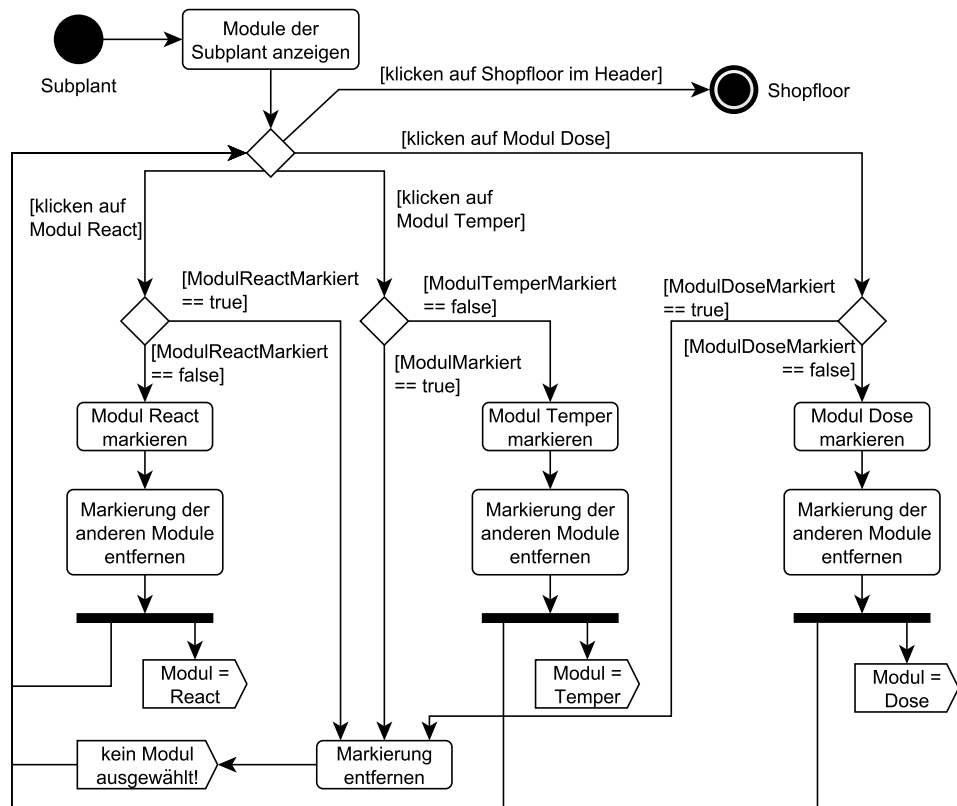 Module der
Subplant anzeigen
Subplant
[klicken auf Shopfloor im Header]
Shopfloor
[klicken auf Modul Dose]
[klicken auf
Modul React]
[klicken auf
Modul Temper]
[ModulReactMarkiert
== true]
[ModulTemperMarkiert
== false]
[ModulDoseMarkiert
== true]
[ModulReactMarkiert
== false]
[ModulMarkiert
== true]
[ModulDoseMarkiert
== false]
Modul React
markieren
Modul Temper
markieren
Modul Dose
markieren
Markierung der
anderen Module
entfernen
Markierung der
anderen Module
entfernen
Markierung der
anderen Module
entfernen
Modul =
React
Modul =
Temper
Modul =
Dose
kein Modul
ausgewählt!
Markierung
entfernen